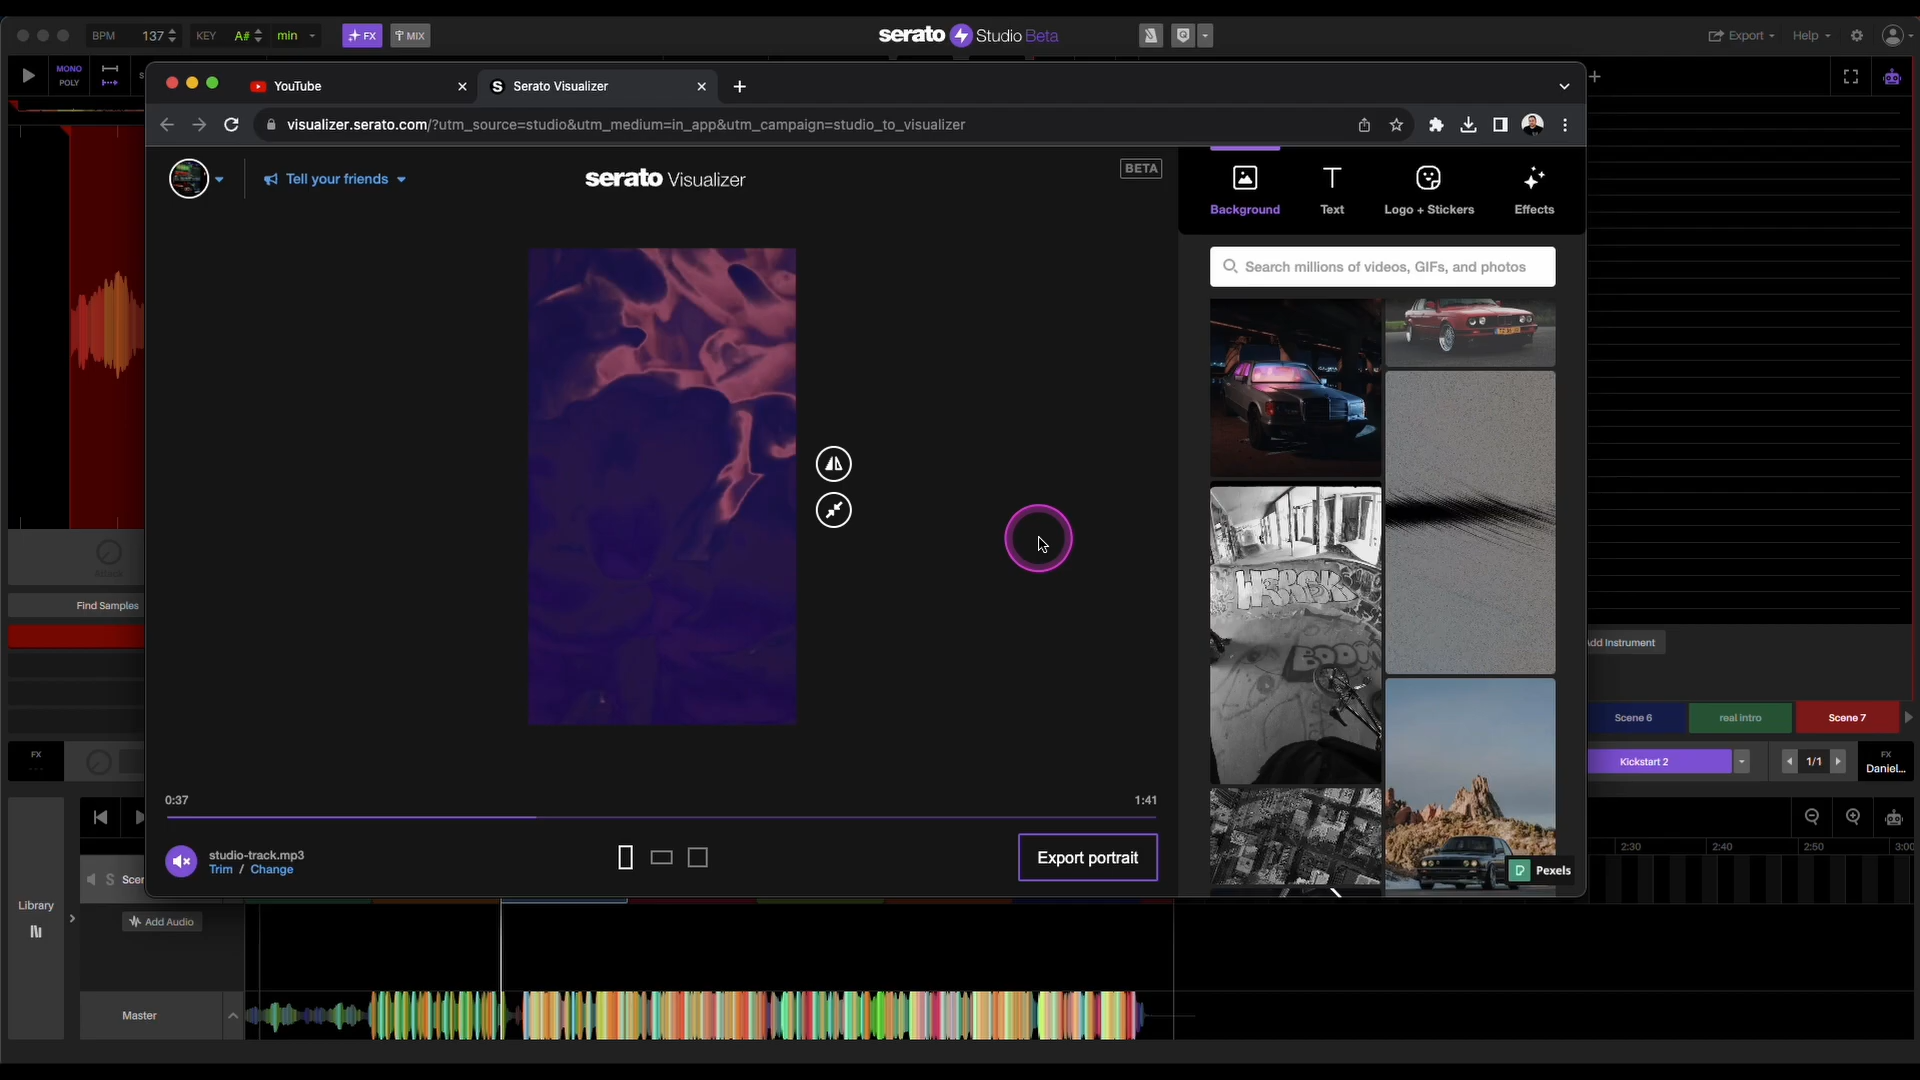 BPM 137 KEY A# min FX MIX
serato Studio Beta
Export Help
MONO
POLY
YouTube
Serato Visualizer
visualizer.serato.com/?utm_source=studio&utm_medium=in_app&utm_campaign=studio_to_visualizer
Tell your friends
serato Visualizer
BETA
Background Text Logo + Stickers Effects
Search millions of videos, GIFs, and photos
Attack
Find Samples
Add Instrument
Scene 6 real intro Scene 7
FX
Kickstart 2 1/1
FX
Daniel...
0:37 1:41
studio-track.mp3
Trim / Change
Export portrait
Pexels
2:30 2:40 2:50 3:00
S Scen
Library
Add Audio
Master